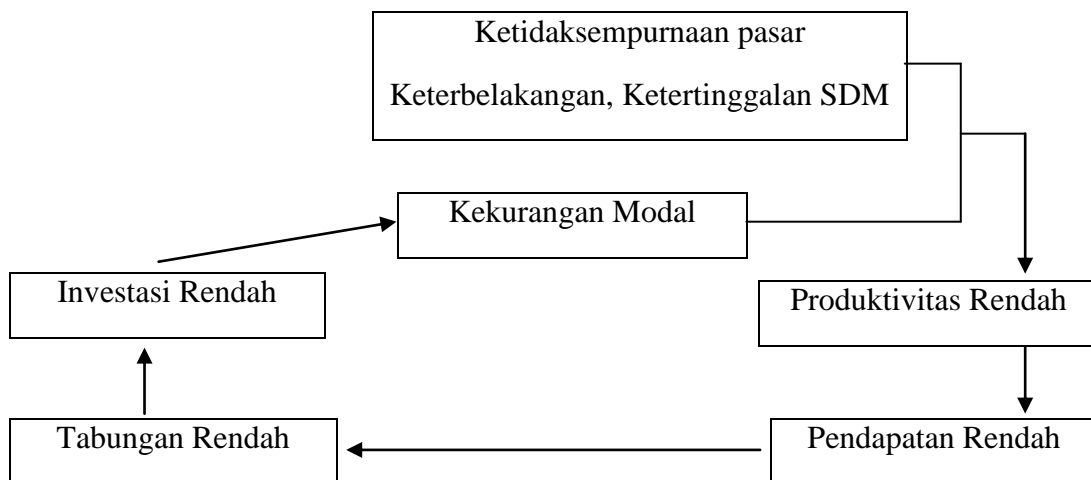 Ketidaksempurnaan pasar
Keterbelakangan, Ketertinggalan SDM
Kekurangan Modal
Investasi Rendah
Produktivitas Rendah
Tabungan Rendah
Pendapatan Rendah